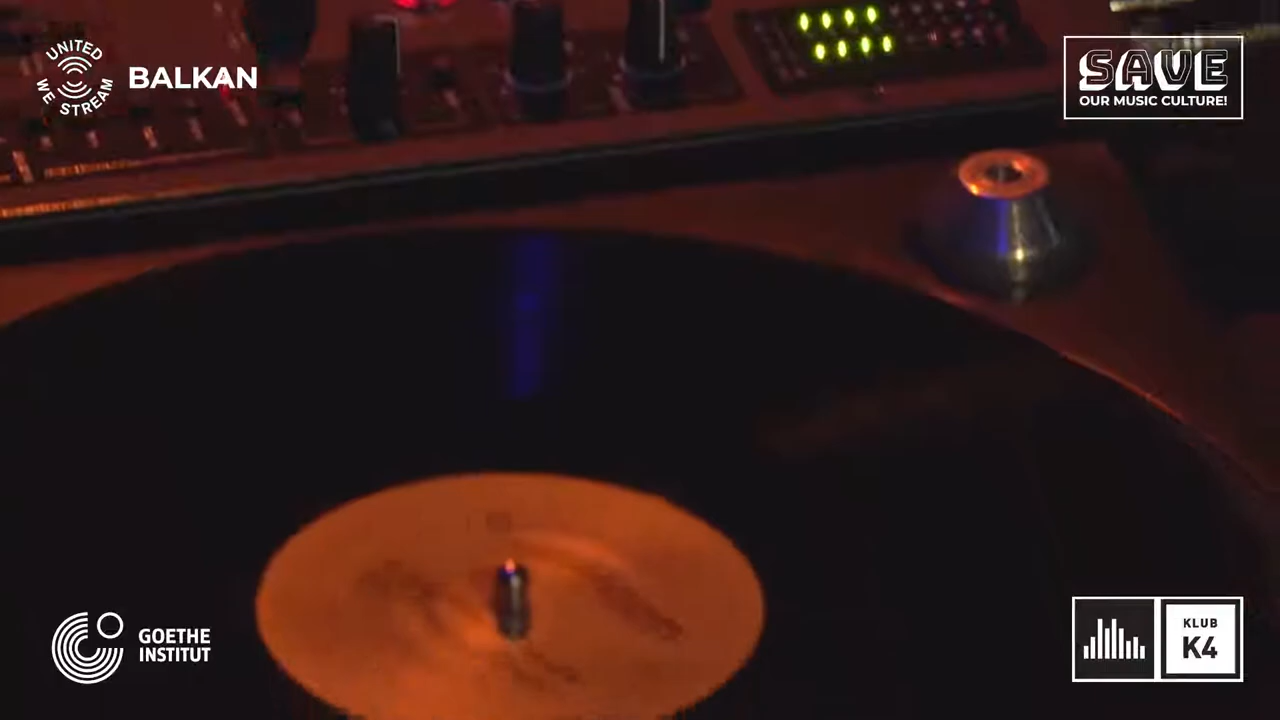 UNITED
WE STREAM
BALKAN
SAVE
OUR MUSIC CULTURE!
GOETHE
INSTITUT
KLUB
K4